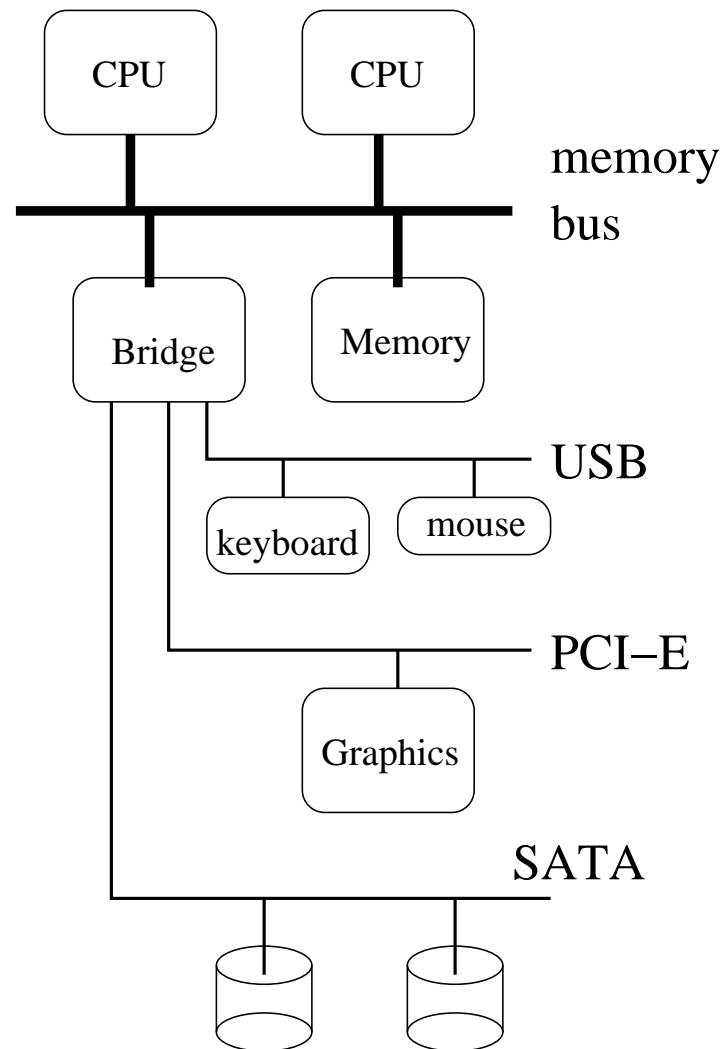 CPU
CPU
memory
bus
Bridge
Memory
USB
keyboard
mouse
PCI–E
Graphics
SATA